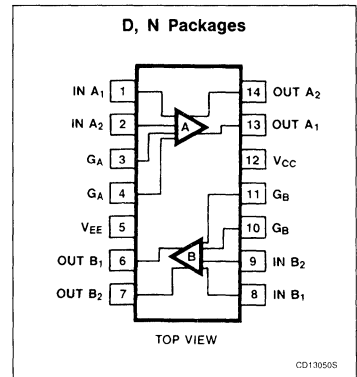 D, N Packages
IN A1 1 14 OUT A2
IN A2 2 A 13 OUT A1
GA 3 12 VCC
GA 4 11 GB
VEE 5 10 GB
OUT B1 6 B 9 IN B2
OUT B2 7 8 IN B1
TOP VIEW
CD13050S